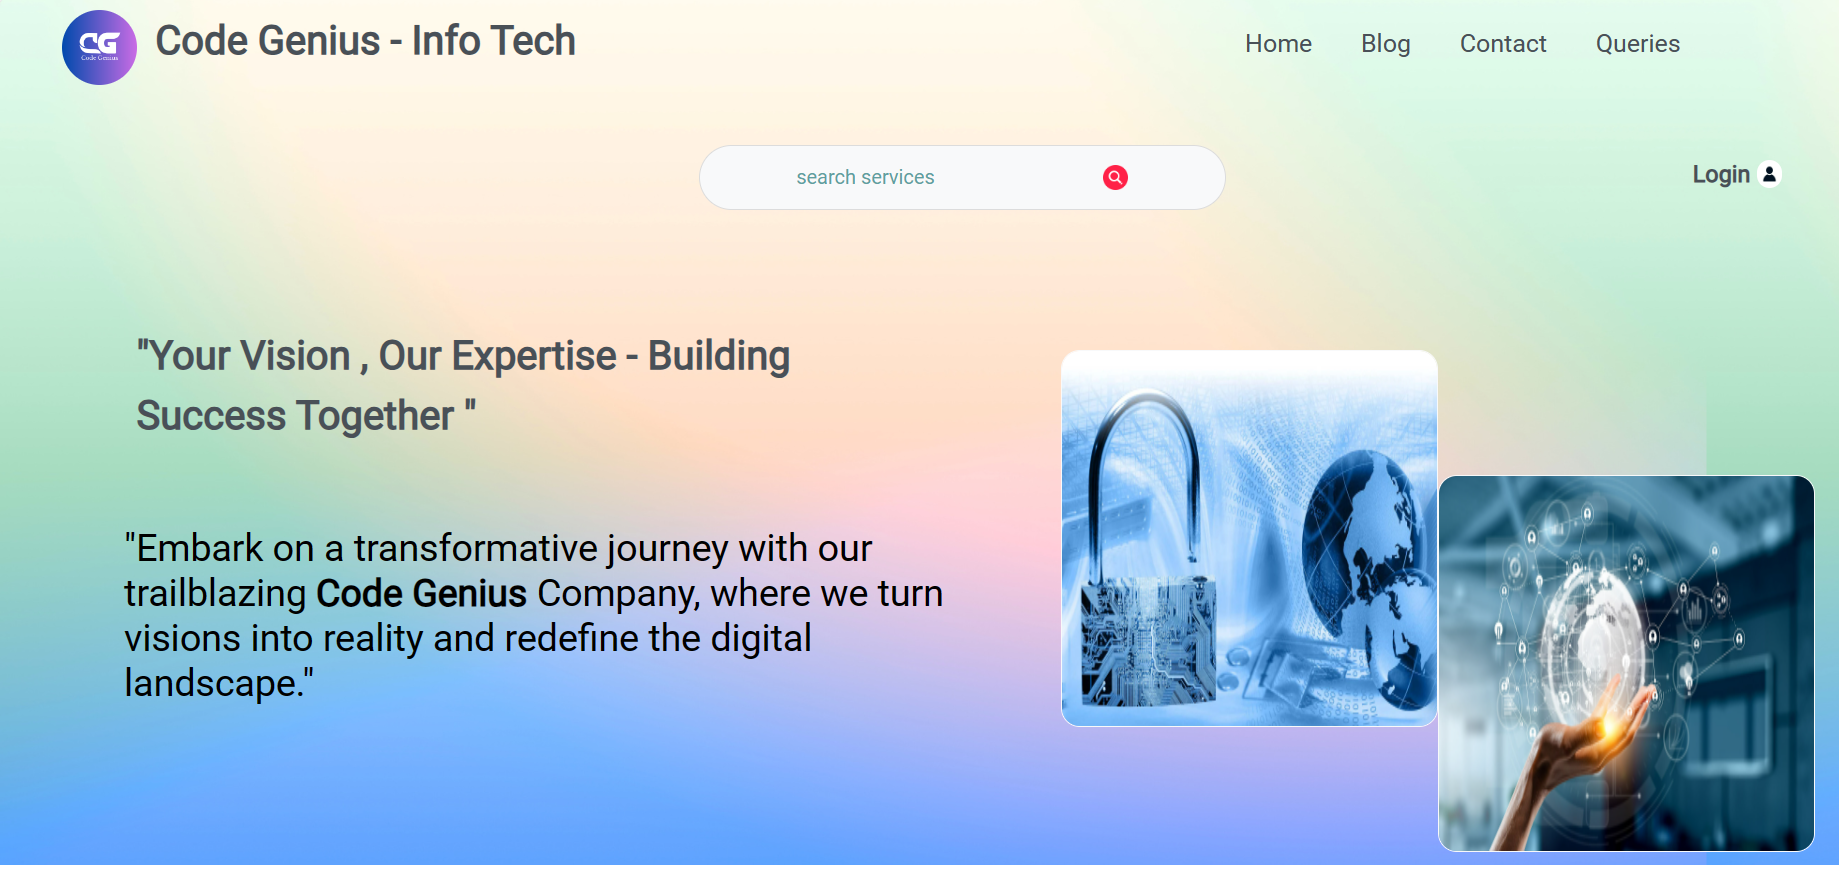 CG
Code Genius
Code Genius - Info Tech
Home Blog Contact Queries
search services
Login
"Your Vision , Our Expertise - Building
Success Together "
"Embark on a transformative journey with our
trailblazing Code Genius Company, where we turn
visions into reality and redefine the digital
landscape."